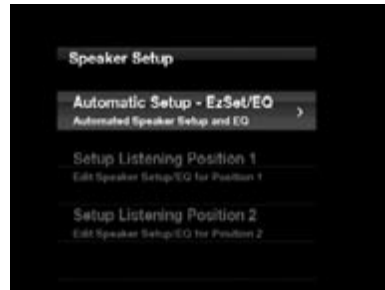 Speaker Setup
Automatic Setup - EzSet/EQ
Automated Speaker Setup and EQ
Setup Listening Position 1
Edit Speaker Setup/EQ for Position 1
Setup Listening Position 2
Edit Speaker Setup/EQ for Position 2